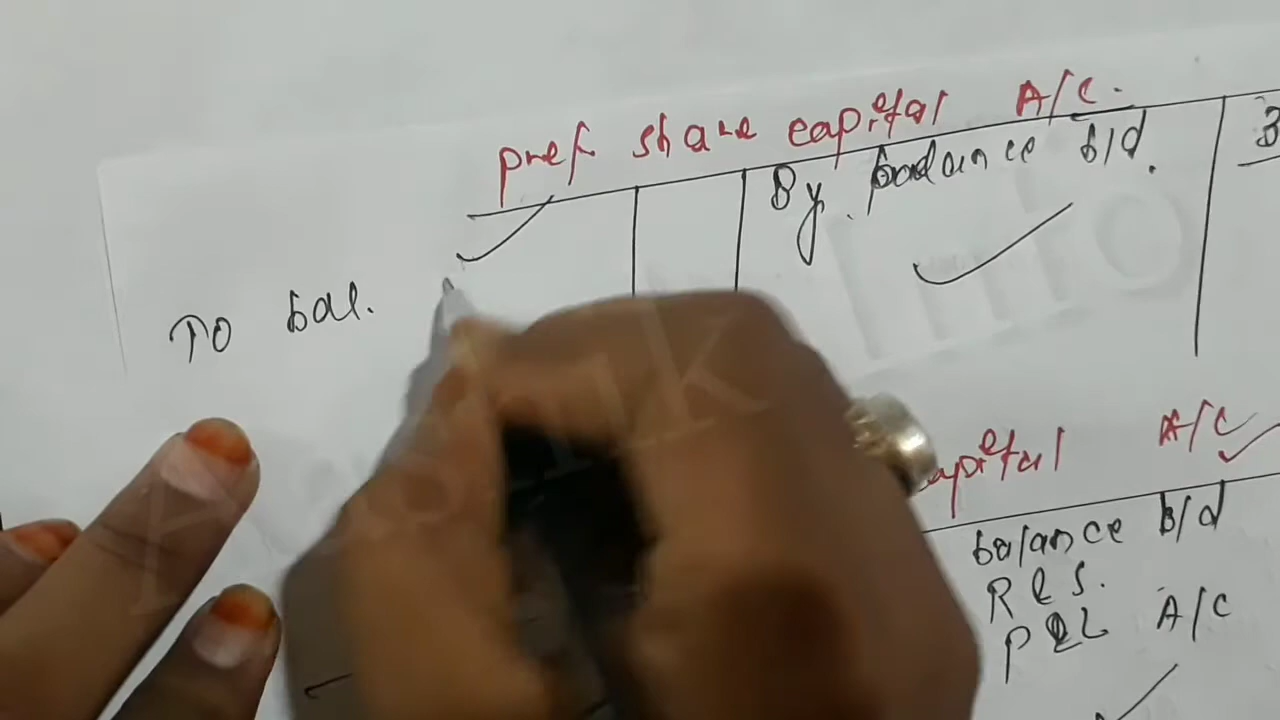 pref share capital A/C.
By balance b/d.
To bal.
capital A/C
balance b/d
R & S.
P & L A/C